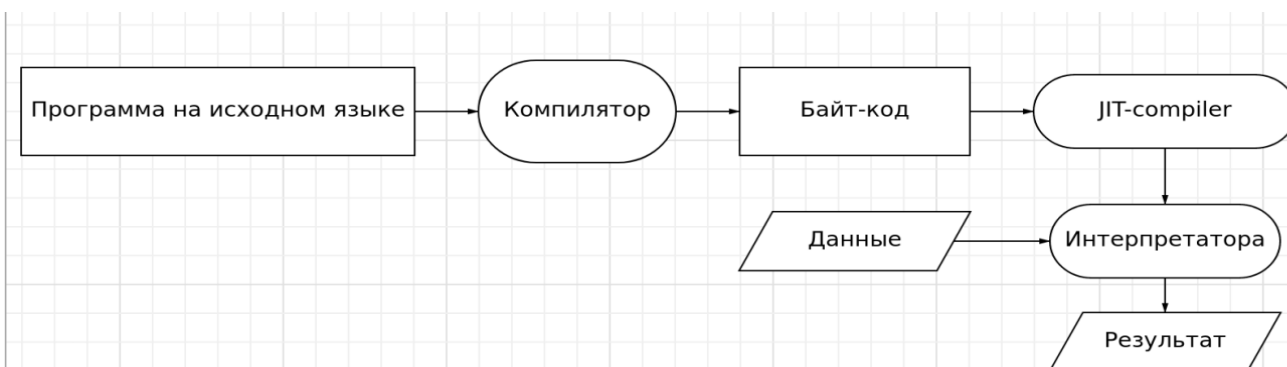 Программа на исходном языке
Компилятор
Байт-код
JIT-compiler
Данные
Интерпретатора
Результат